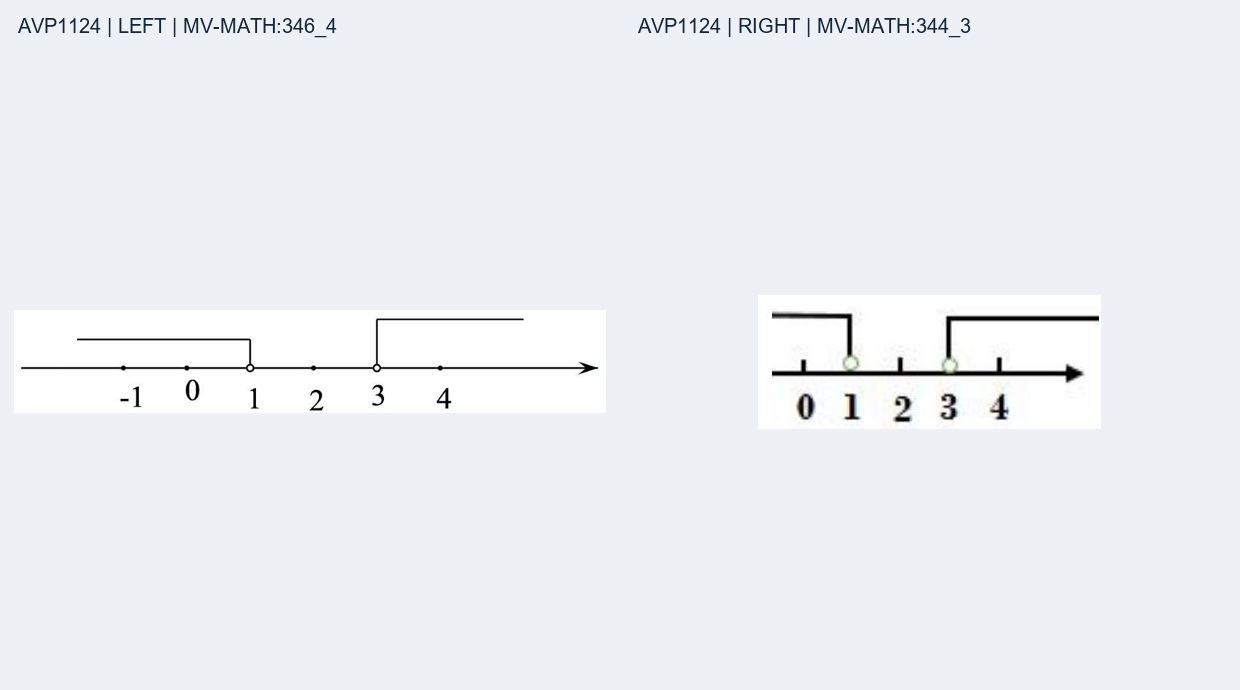 AVP1124 | LEFT | MV-MATH:346_4
AVP1124 | RIGHT | MV-MATH:344_3
-1 0 1 2 3 4
0 1 2 3 4